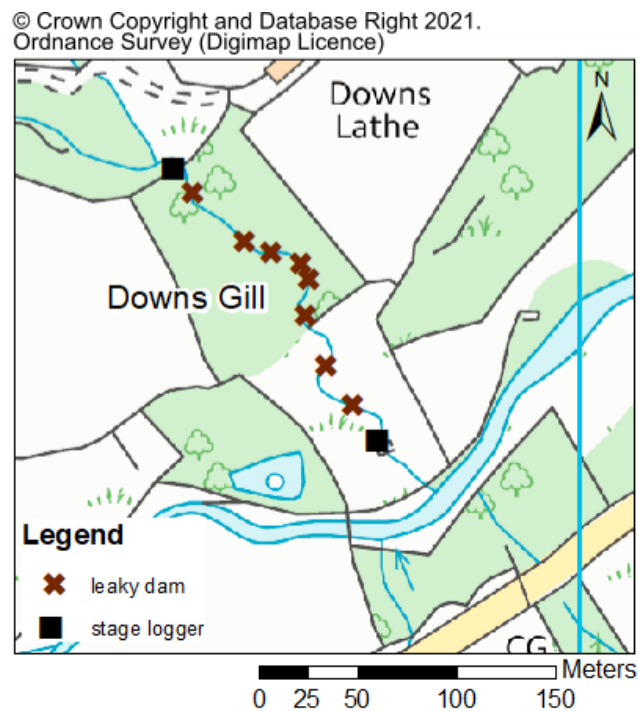 © Crown Copyright and Database Right 2021.
Ordnance Survey (Digimap Licence)
Downs
Lathe
N
Downs Gill
Legend
leaky dam
stage logger
CG
Meters
0 25 50 100 150